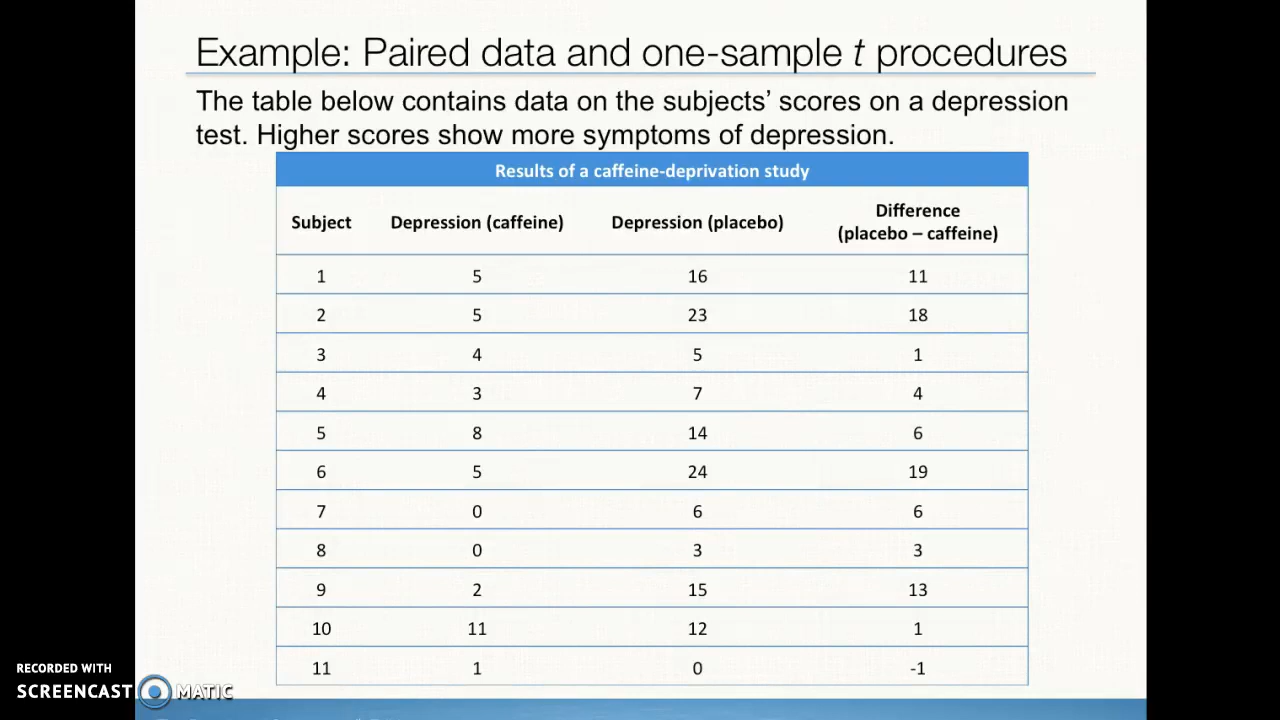 Example: Paired data and one-sample t procedures
The table below contains data on the subjects' scores on a depression
test. Higher scores show more symptoms of depression.
Results of a caffeine-deprivation study
Subject Depression (caffeine) Depression (placebo) Difference (placebo – caffeine)
1 5 16 11
2 5 23 18
3 4 5 1
4 3 7 4
5 8 14 6
6 5 24 19
7 0 6 6
8 0 3 3
9 2 15 13
10 11 12 1
11 1 0 -1
RECORDED WITH
SCREENCAST MATIC